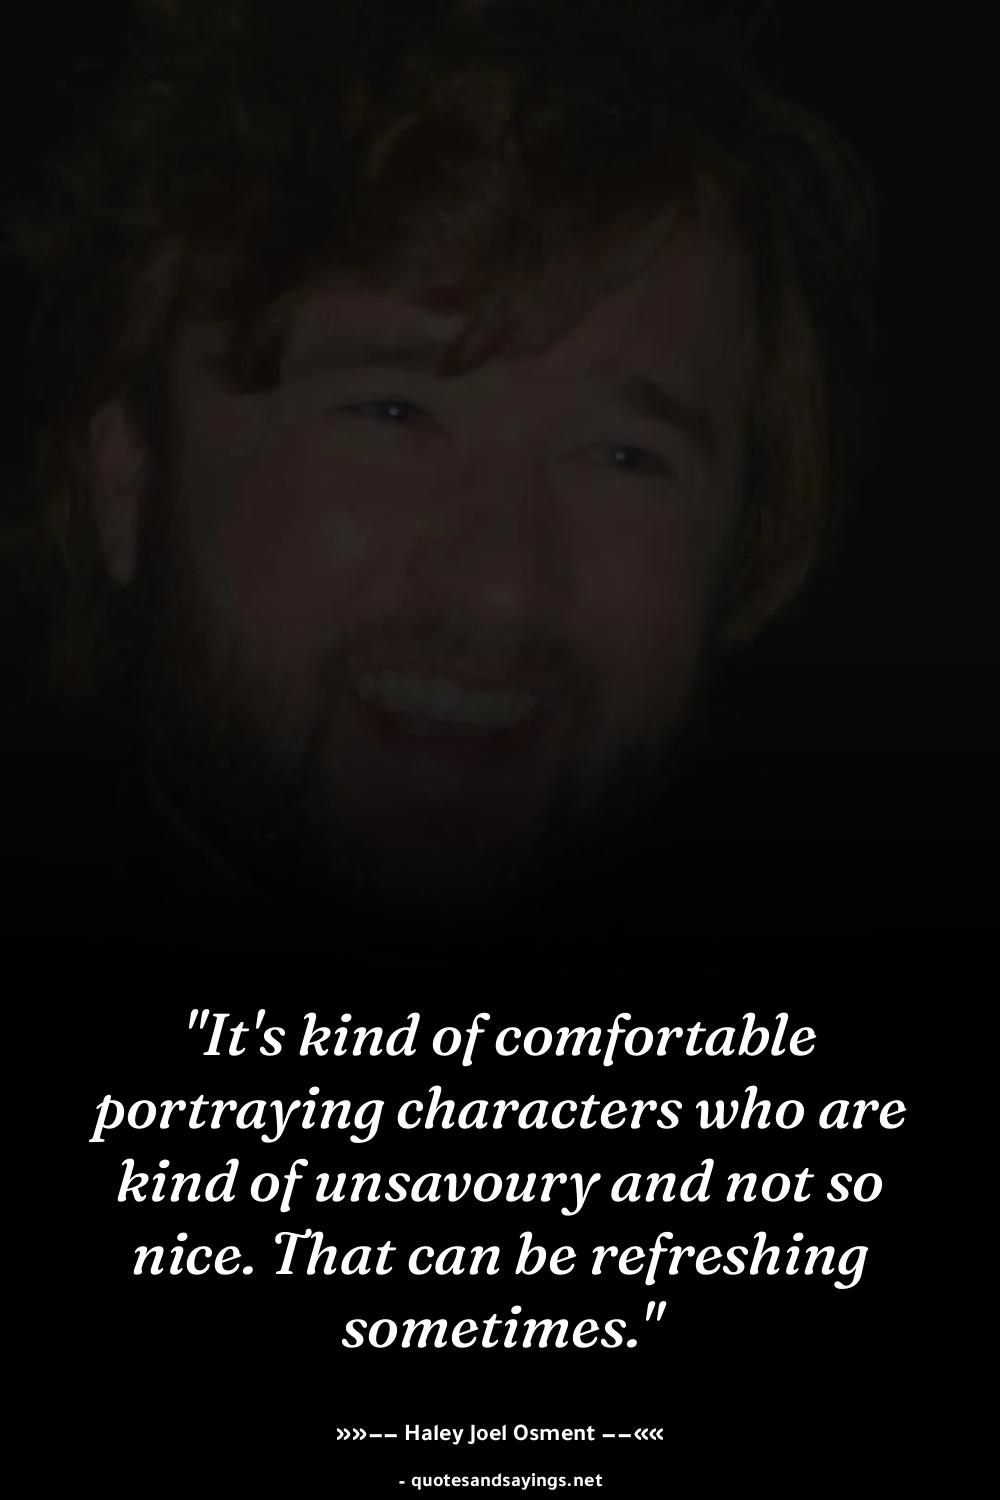 "It's kind of comfortable
portraying characters who are
kind of unsavoury and not so
nice. That can be refreshing
sometimes."
»»−− Haley Joel Osment −−««
- quotesandsayings.net